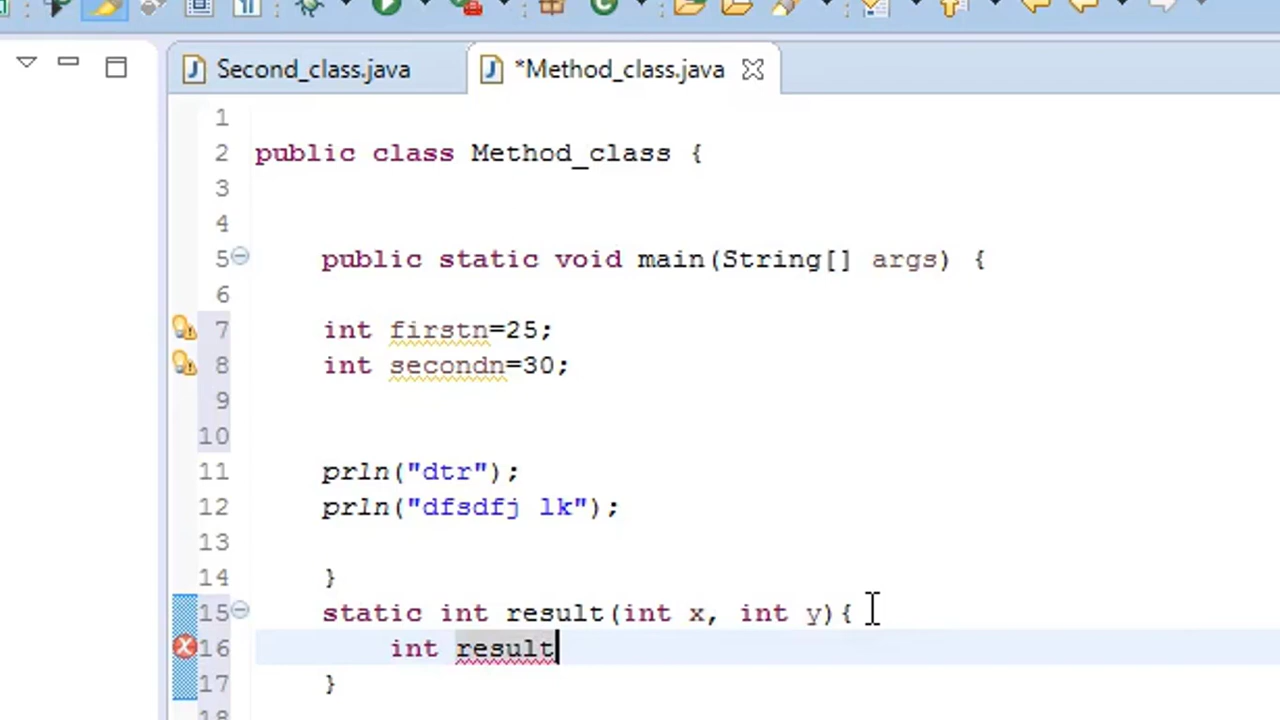 Second_class.java
*Method_class.java
1
2 public class Method_class {
3
4
5 public static void main(String[] args) {
6
7 int firstn=25;
8 int secondn=30;
9
10
11 prln("dtr");
12 prln("dfsdfj lk");
13
14 }
15 static int result(int x, int y){
16 int result
17 }
18